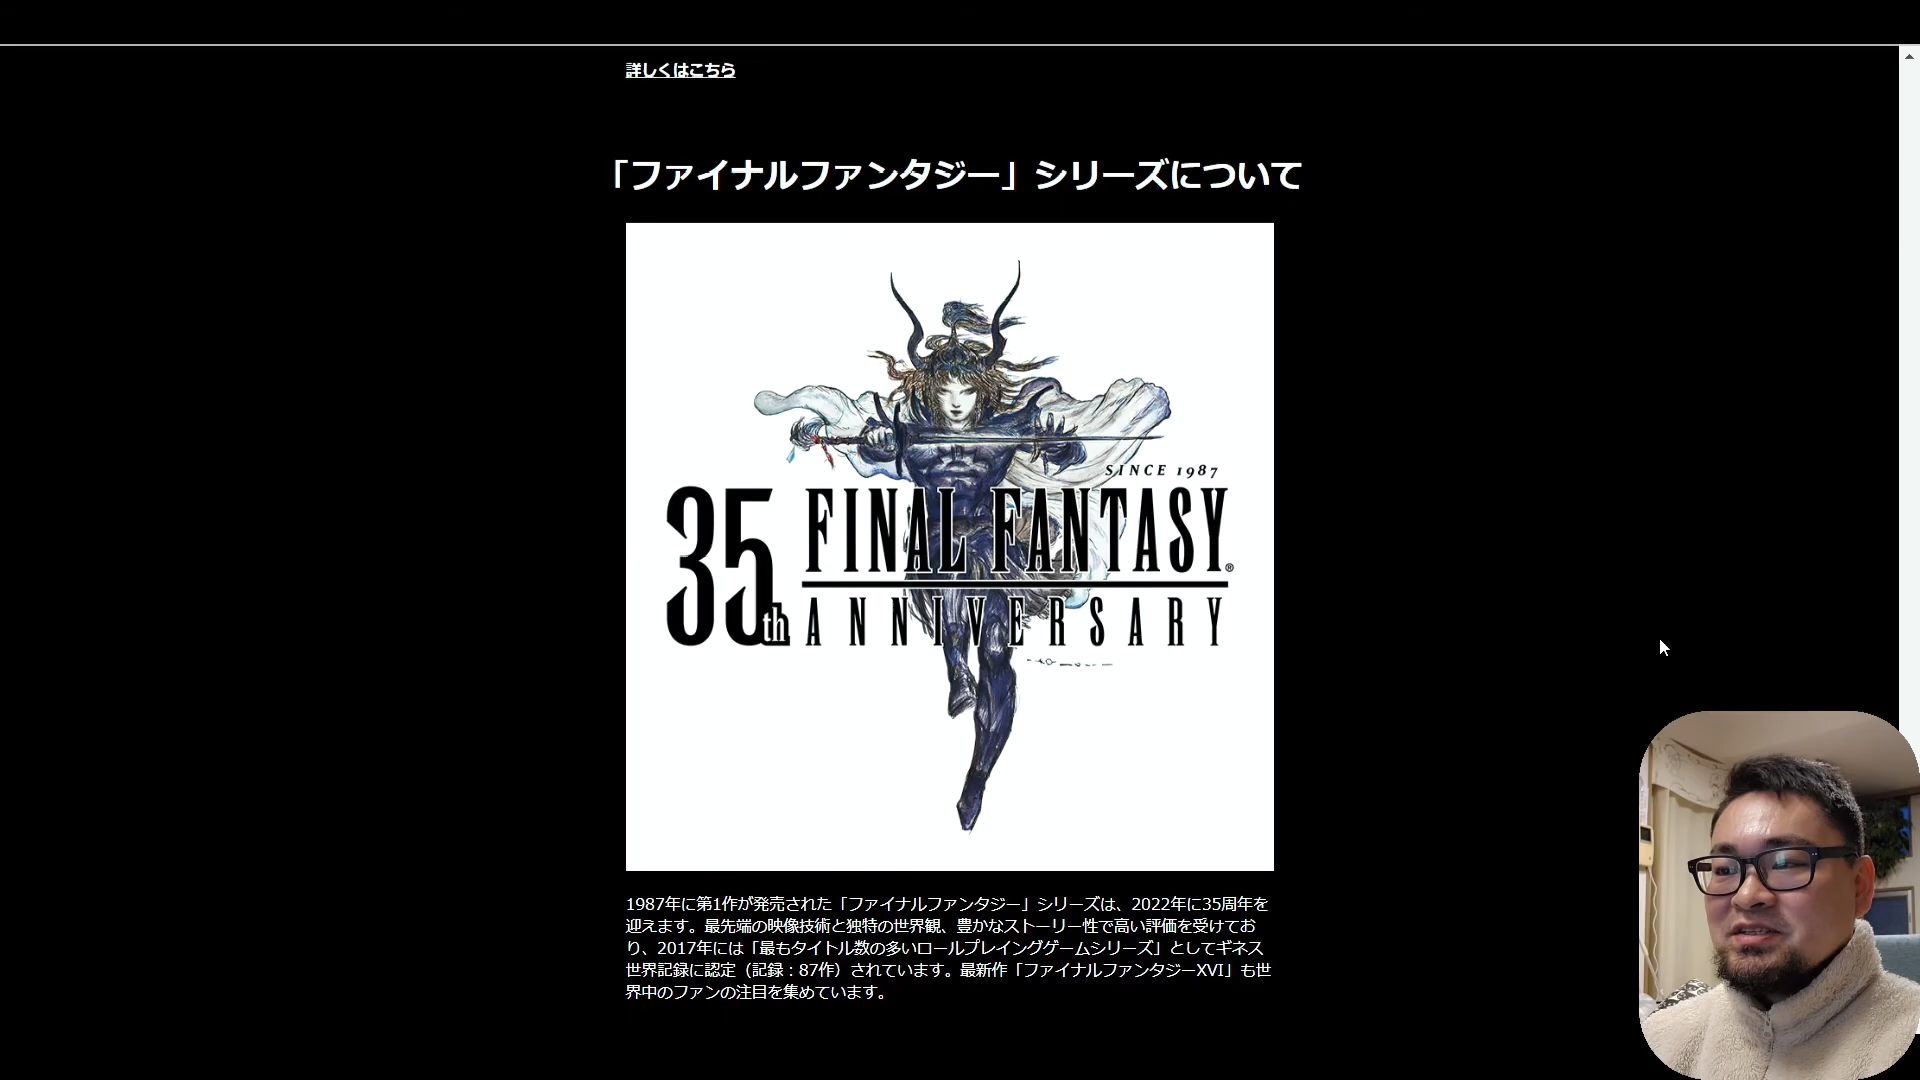 詳しくはこちら
「ファイナルファンタジー」シリーズについて
SINCE 1987
35th FINAL FANTASY®
ANNIVERSARY
1987年に第1作が発売された「ファイナルファンタジー」シリーズは、2022年に35周年を
迎えます。最先端の映像技術と独特の世界観、豊かなストーリー性で高い評価を受けてお
り、2017年には「最もタイトル数の多いロールプレイングゲームシリーズ」としてギネス
世界記録に認定（記録：87作）されています。最新作「ファイナルファンタジーXVI」も世
界中のファンの注目を集めています。